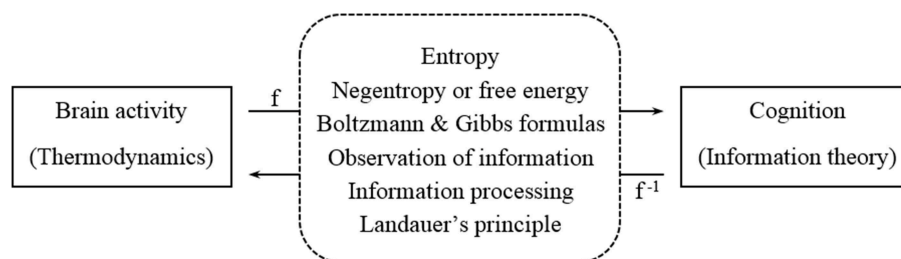 Brain activity
(Thermodynamics)
f
Entropy
Negentropy or free energy
Boltzmann & Gibbs formulas
Observation of information
Information processing
Landauer's principle
f⁻¹
Cognition
(Information theory)